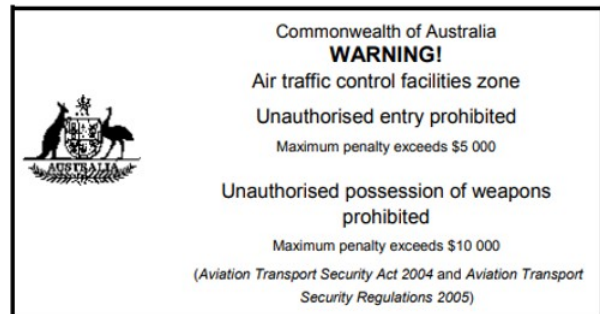 Commonwealth of Australia
WARNING!
Air traffic control facilities zone
Unauthorised entry prohibited
Maximum penalty exceeds $5 000
AUSTRALIA
Unauthorised possession of weapons
prohibited
Maximum penalty exceeds $10 000
(Aviation Transport Security Act 2004 and Aviation Transport
Security Regulations 2005)